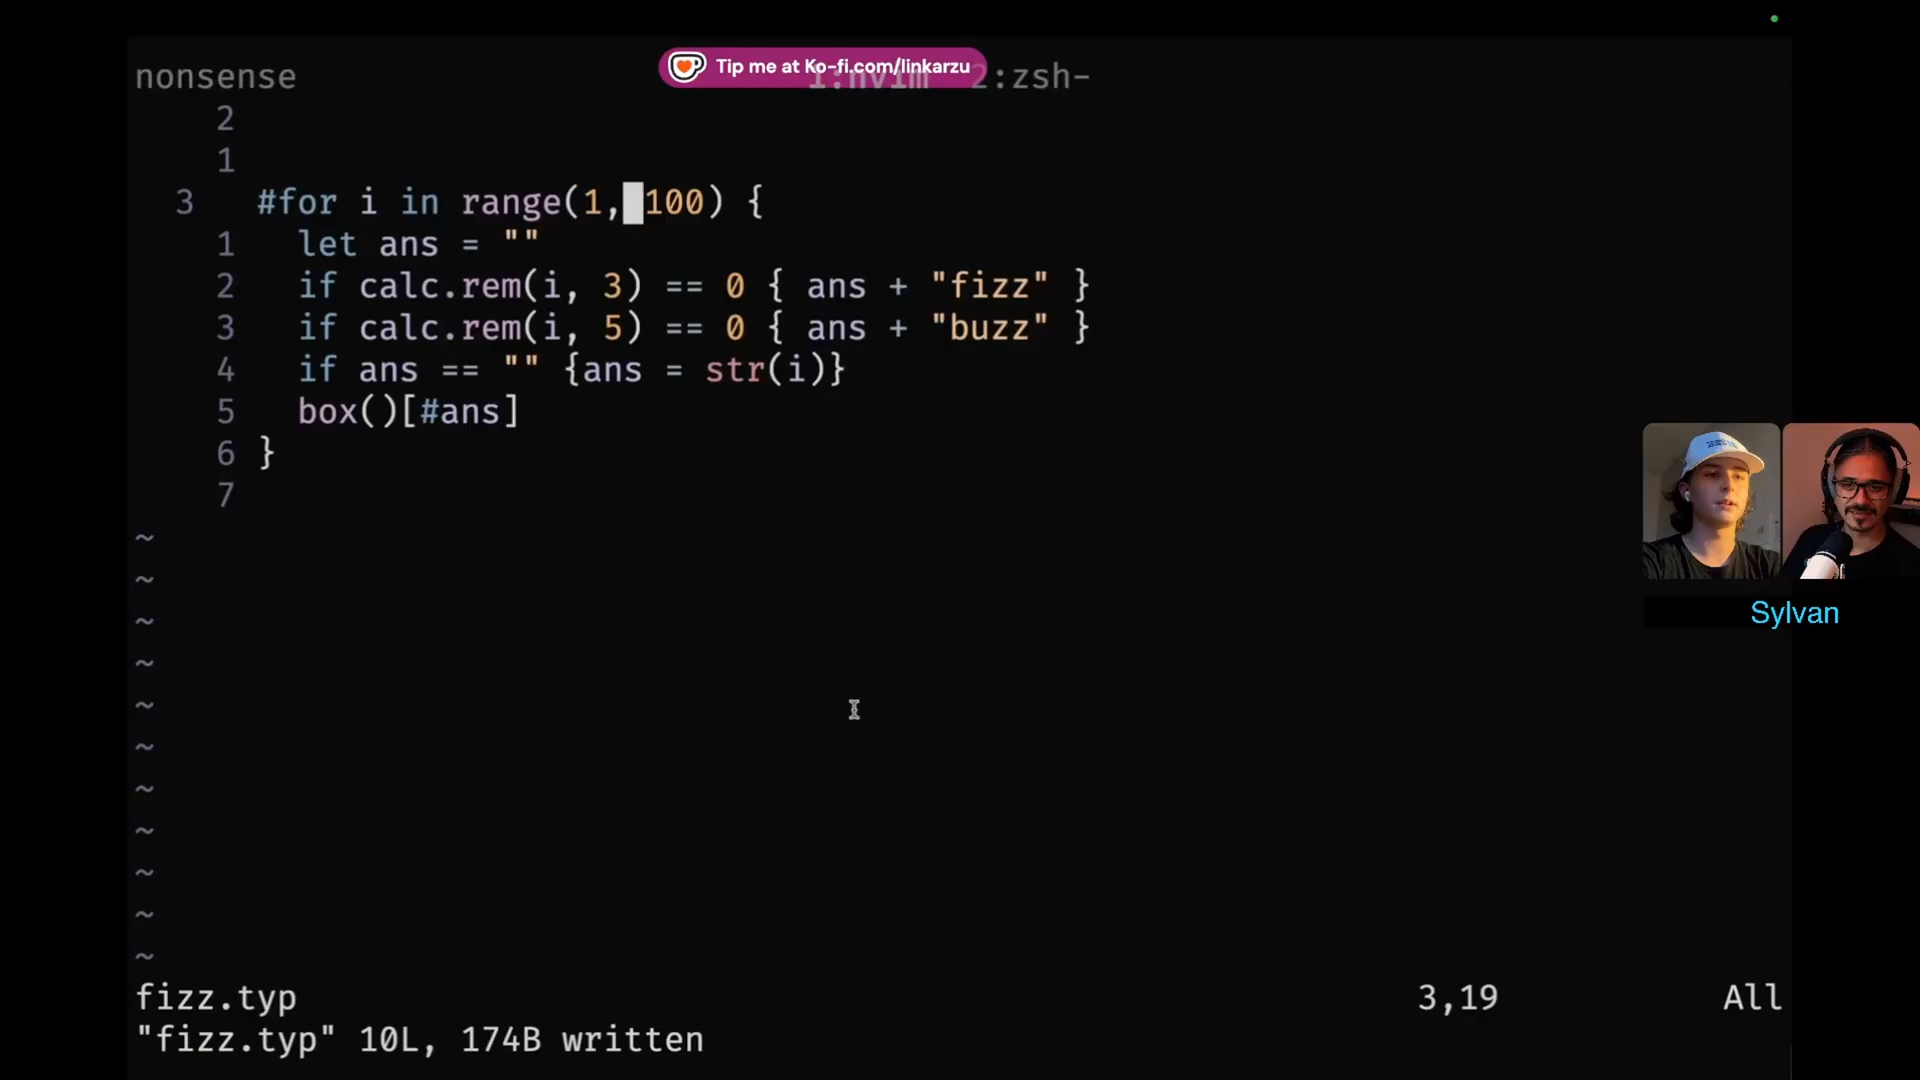 Tip me at Ko-fi.com/linkarzu
nonsense 1:nvim 2:zsh-
2
1
3 #for i in range(1, 100) {
1 let ans = ""
2 if calc.rem(i, 3) == 0 { ans + "fizz" }
3 if calc.rem(i, 5) == 0 { ans + "buzz" }
4 if ans == "" {ans = str(i)}
5 box()[#ans]
6 }
7
~
~
~
~
~
~
~
~
~
~
~
Sylvan
fizz.typ 3,19 All
"fizz.typ" 10L, 174B written